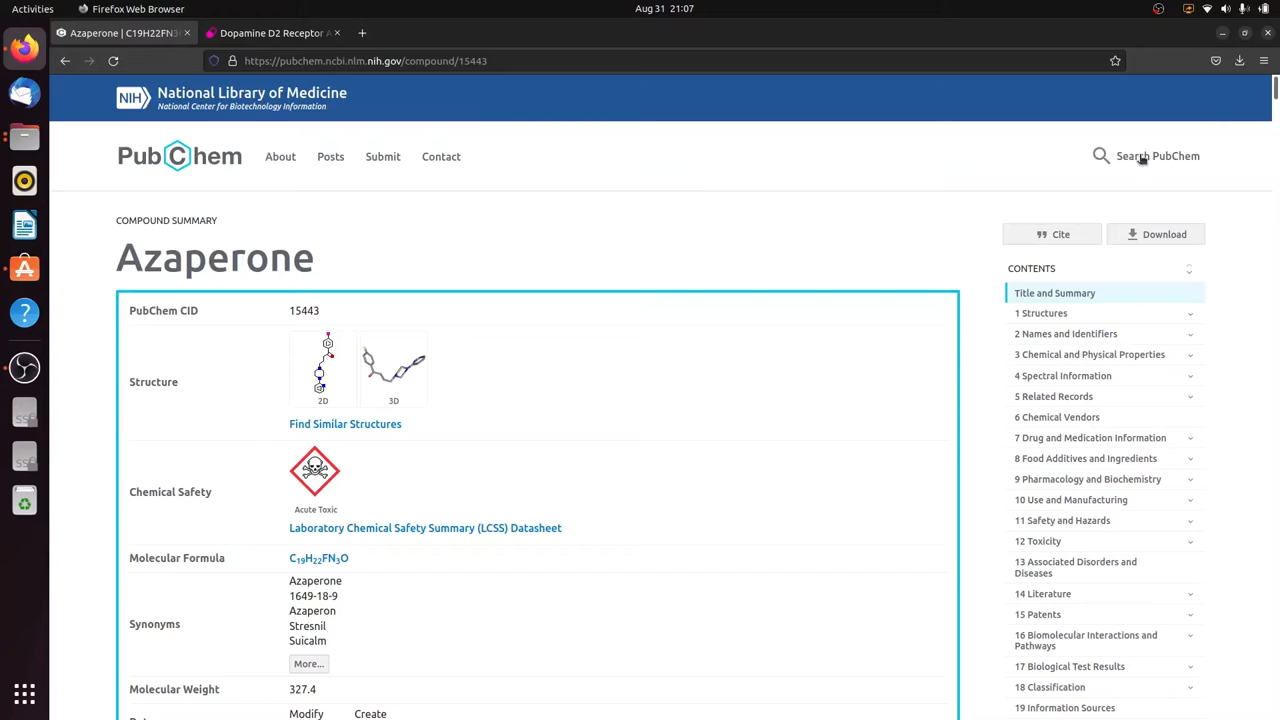 Activities
Firefox Web Browser
Aug 31 21:07
Azaperone | C19H22FN3
Dopamine D2 Receptor A
https://pubchem.ncbi.nlm.nih.gov/compound/15443
NIH
National Library of Medicine
National Center for Biotechnology Information
PubChem
About
Posts
Submit
Contact
Search PubChem
COMPOUND SUMMARY
Azaperone
Cite
Download
CONTENTS
Title and Summary
1 Structures
2 Names and Identifiers
3 Chemical and Physical Properties
4 Spectral Information
5 Related Records
6 Chemical Vendors
7 Drug and Medication Information
8 Food Additives and Ingredients
9 Pharmacology and Biochemistry
10 Use and Manufacturing
11 Safety and Hazards
12 Toxicity
13 Associated Disorders and
Diseases
14 Literature
15 Patents
16 Biomolecular Interactions and
Pathways
17 Biological Test Results
18 Classification
19 Information Sources
PubChem CID
15443
Structure
2D
3D
Find Similar Structures
Chemical Safety
Acute Toxic
Laboratory Chemical Safety Summary (LCSS) Datasheet
Molecular Formula
C₁₉H₂₂FN₃O
Synonyms
Azaperone
1649-18-9
Azaperon
Stresnil
Suicalm
More...
Molecular Weight
327.4
Modify
Create